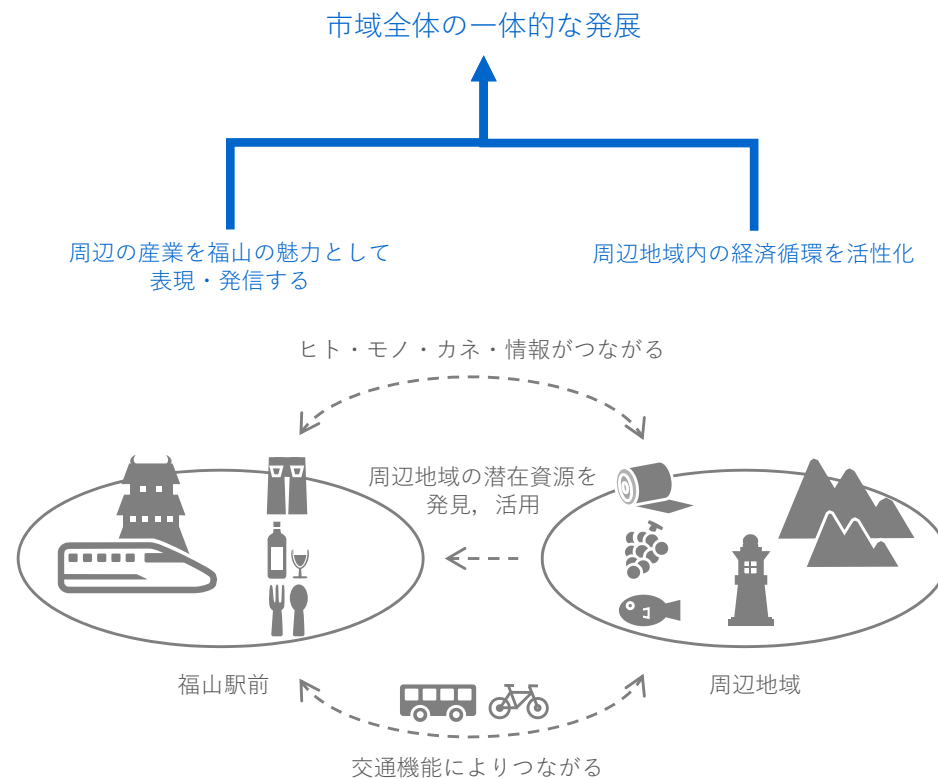 市域全体の一体的な発展
周辺の産業を福山の魅力として
表現・発信する
周辺地域内の経済循環を活性化
ヒト・モノ・カネ・情報がつながる
周辺地域の潜在資源を
発見，活用
福山駅前
周辺地域
交通機能によりつながる